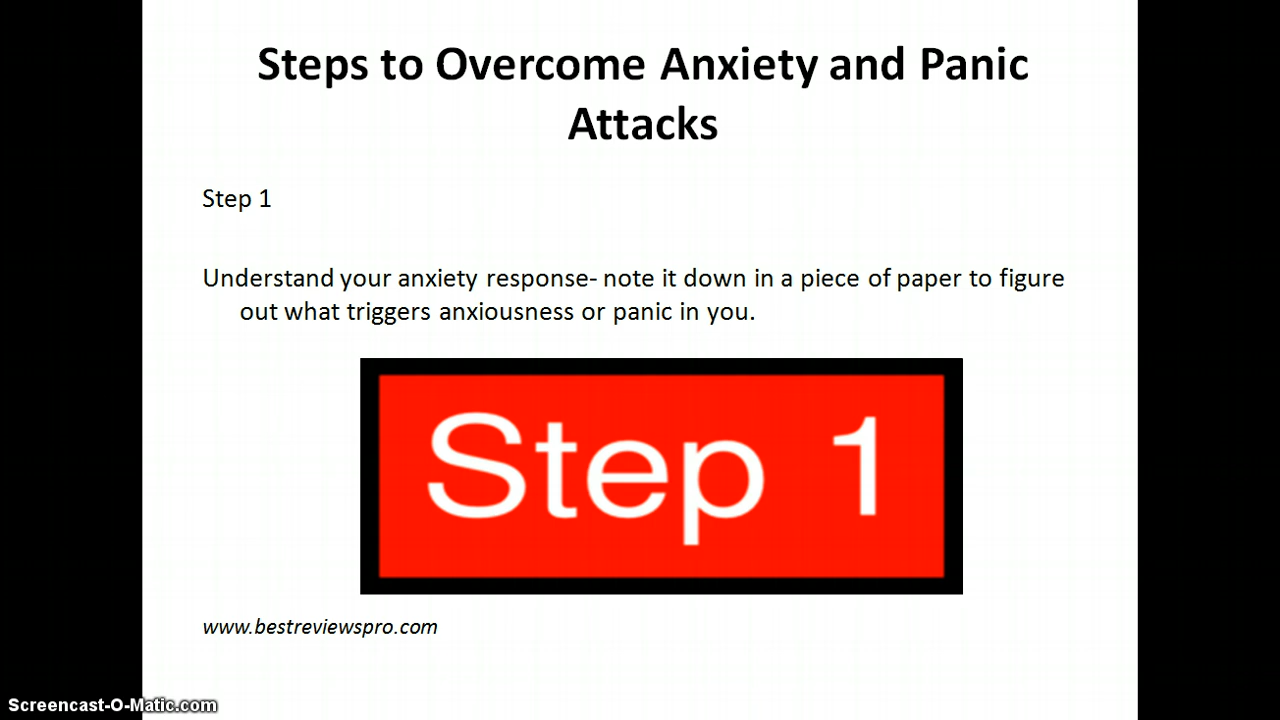 Steps to Overcome Anxiety and Panic
Attacks
Step 1
Understand your anxiety response- note it down in a piece of paper to figure
out what triggers anxiousness or panic in you.
Step 1
www.bestreviewspro.com
Screencast-O-Matic.com